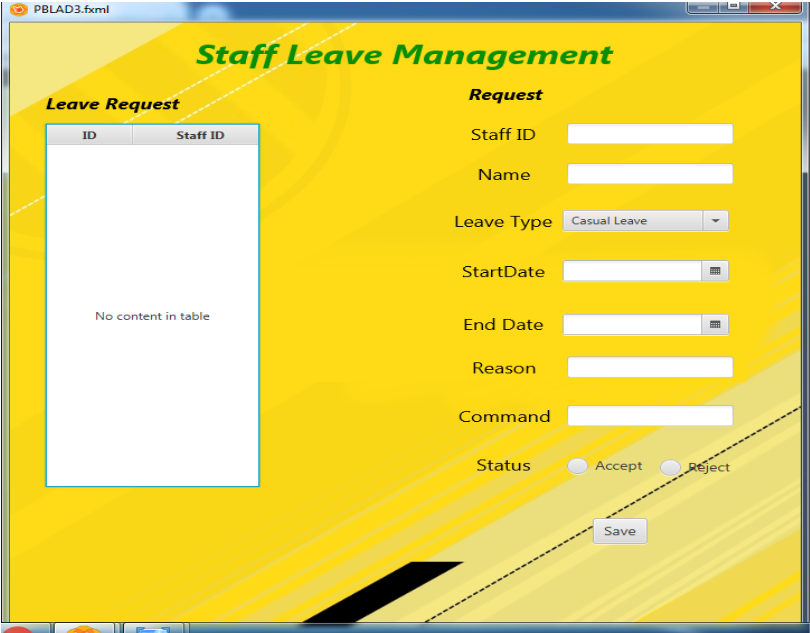 PBLAD3.fxml
Staff Leave Management
Leave Request
ID Staff ID
No content in table
Request
Staff ID
Name
Leave Type Casual Leave
StartDate
End Date
Reason
Command
Status Accept Reject
Save